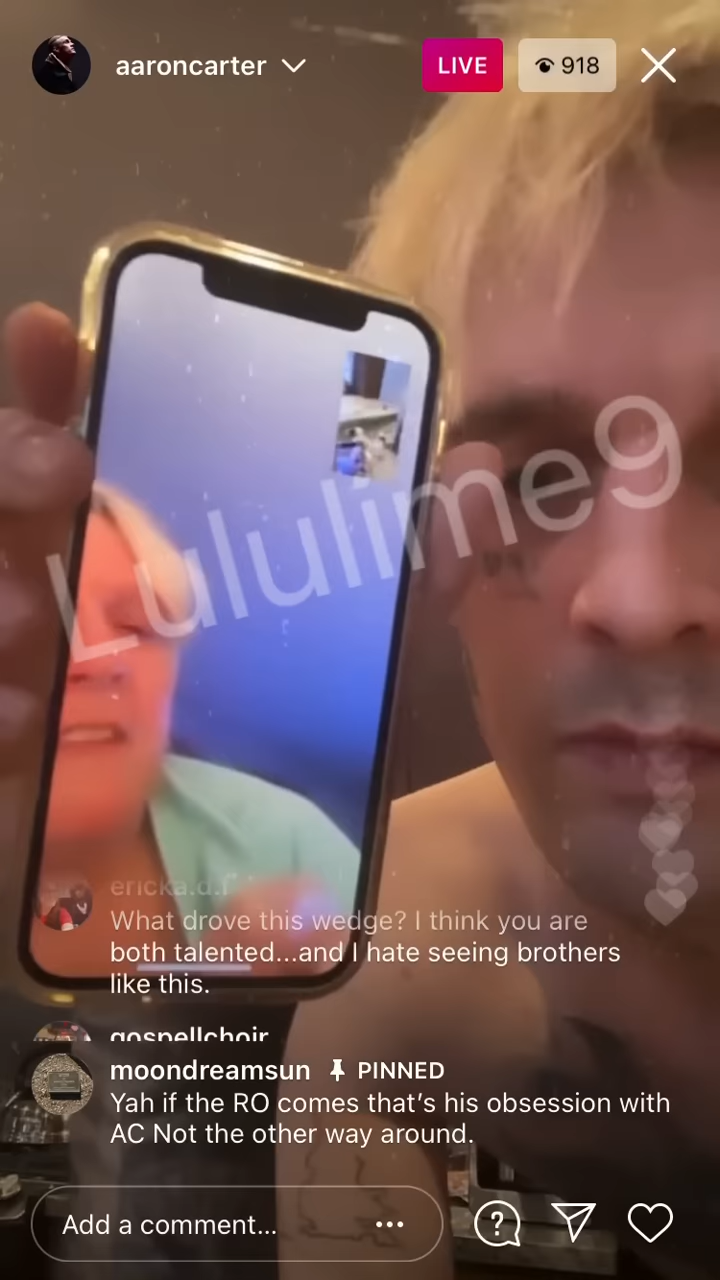 aaroncarter
LIVE
918
Lululime9
ericka.d.f
What drove this wedge? I think you are
both talented...and I hate seeing brothers
like this.
gospellchoir
moondreamsun PINNED
Yah if the RO comes that’s his obsession with
AC Not the other way around.
Add a comment...